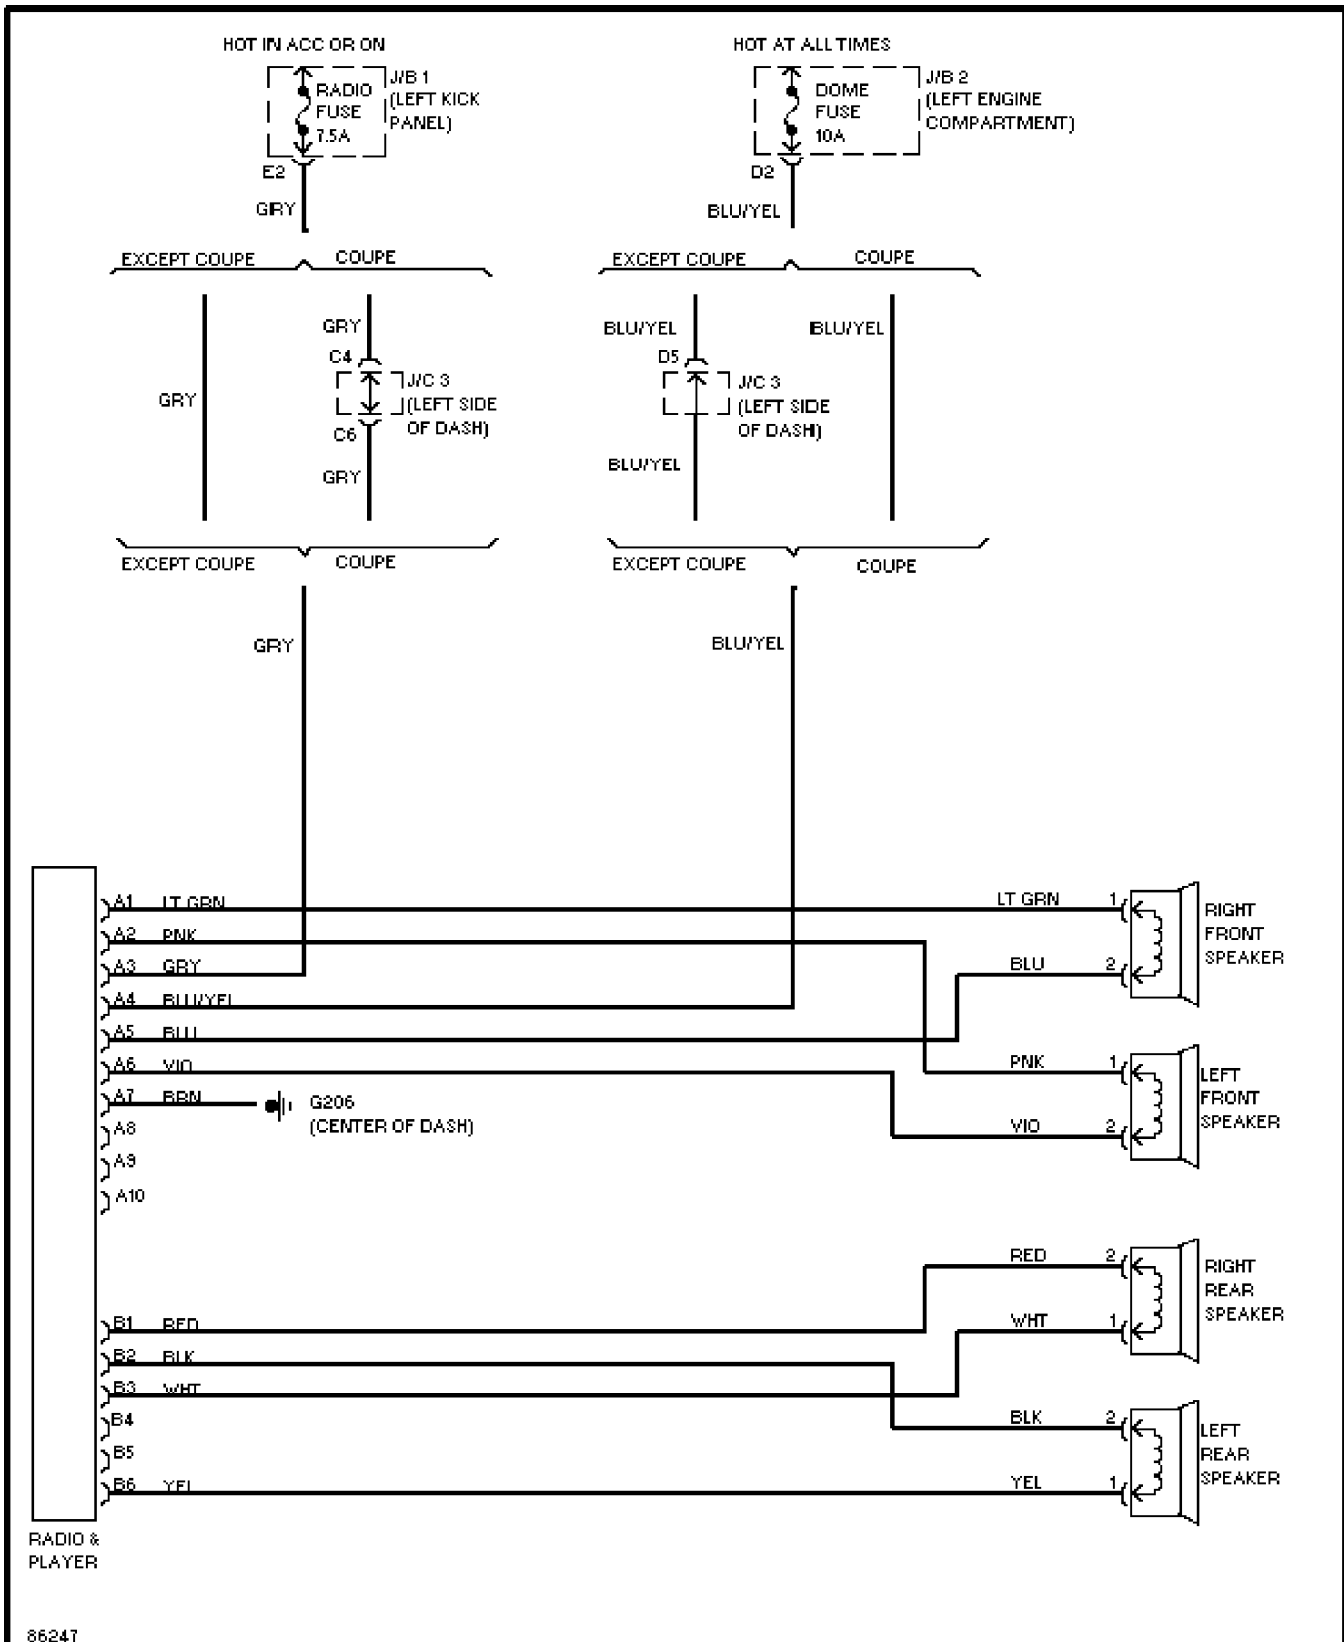 HOT IN ACC OR ON
HOT AT ALL TIMES
RADIO
FUSE
7.5A
J/B 1
(LEFT KICK
PANEL)
DOME
FUSE
10A
J/B 2
(LEFT ENGINE
COMPARTMENT)
E2
GRY
D2
BLU/YEL
EXCEPT COUPE
COUPE
EXCEPT COUPE
COUPE
GRY
GRY
C4
J/C 3
(LEFT SIDE
OF DASH)
C6
GRY
BLU/YEL
D5
J/C 3
(LEFT SIDE
OF DASH)
BLU/YEL
BLU/YEL
EXCEPT COUPE
COUPE
EXCEPT COUPE
COUPE
GRY
BLU/YEL
A1 LT GRN
A2 PNK
A3 GRY
A4 BLU/YEL
A5 BLU
A6 VIO
A7 BRN
G206
(CENTER OF DASH)
A8
A9
A10
B1 RED
B2 BLK
B3 WHT
B4
B5
B6 YEL
RADIO &
PLAYER
LT GRN 1
BLU 2
RIGHT
FRONT
SPEAKER
PNK 1
VIO 2
LEFT
FRONT
SPEAKER
RED 2
WHT 1
RIGHT
REAR
SPEAKER
BLK 2
YEL 1
LEFT
REAR
SPEAKER
86247